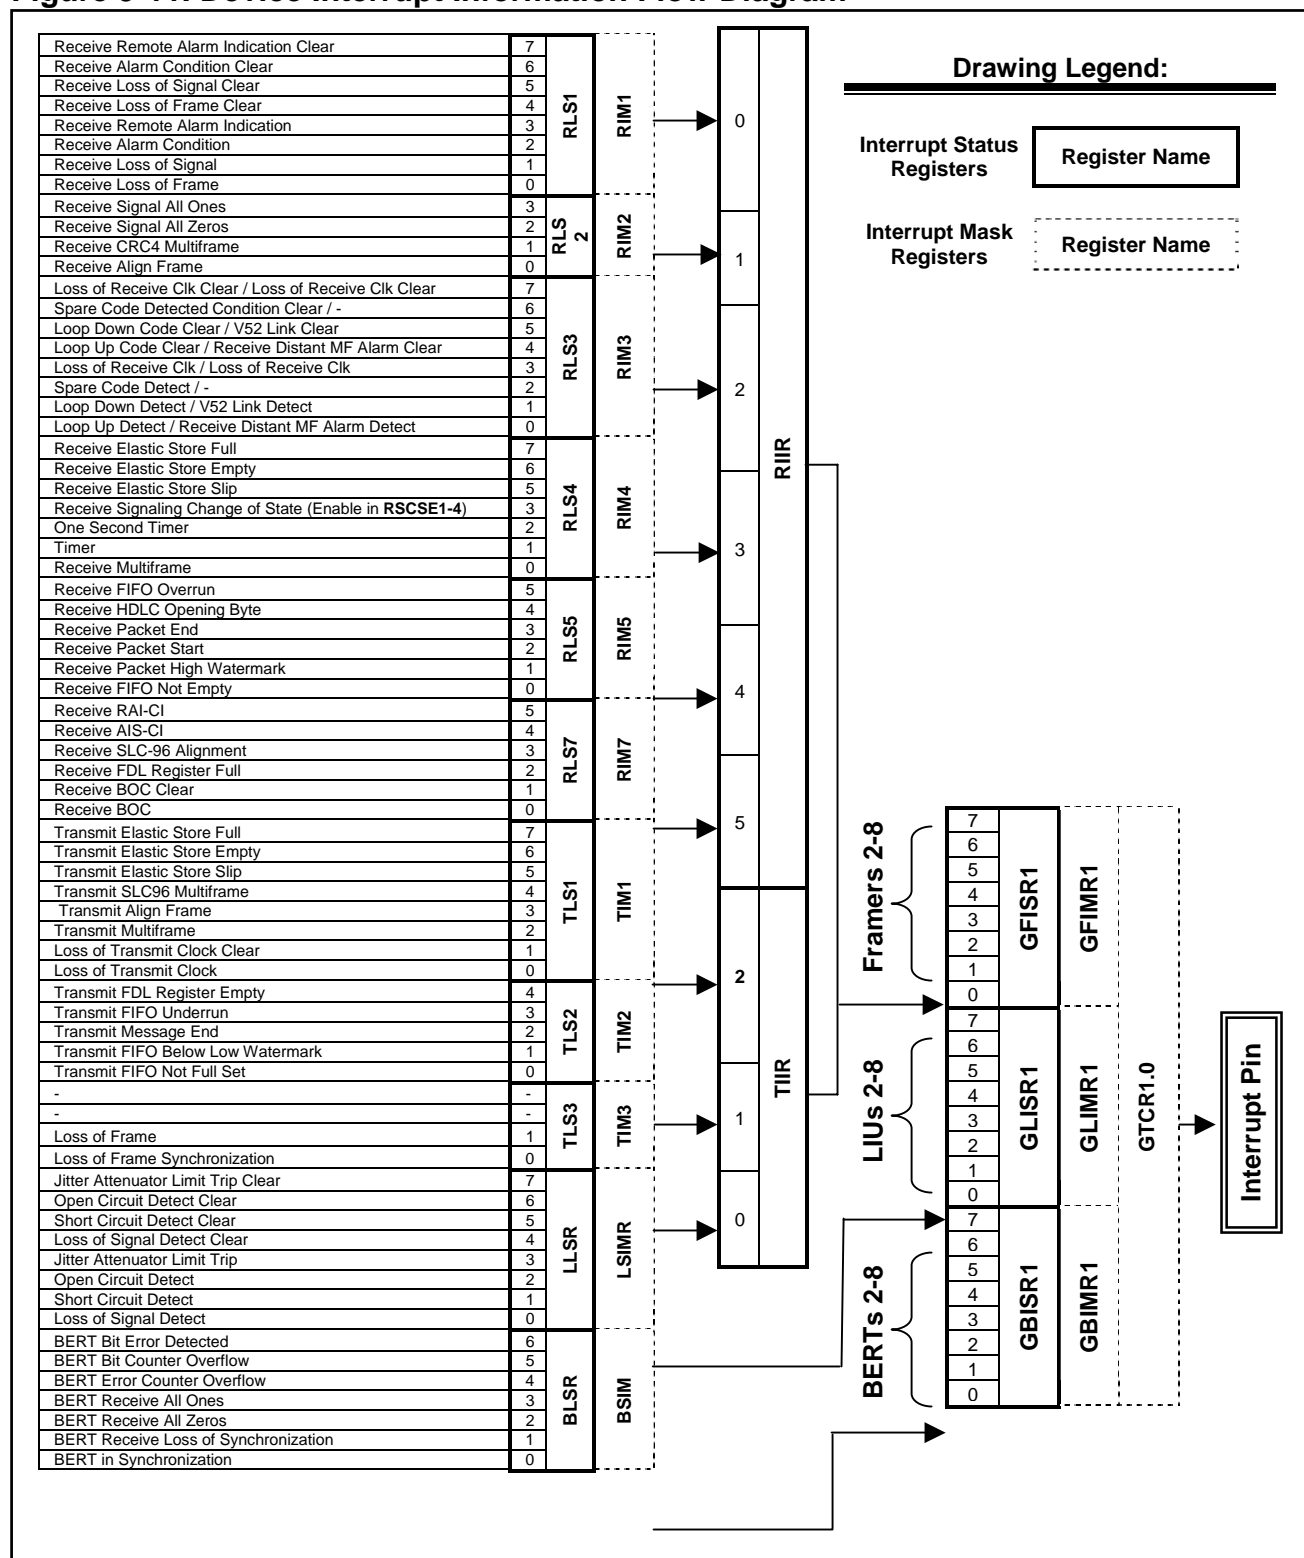 Receive Remote Alarm Indication Clear 7
Receive Alarm Condition Clear 6
Receive Loss of Signal Clear 5
Receive Loss of Frame Clear 4
Receive Remote Alarm Indication 3
Receive Alarm Condition 2
Receive Loss of Signal 1
Receive Loss of Frame 0
RLS1
RIM1
Receive Signal All Ones 3
Receive Signal All Zeros 2
Receive CRC4 Multiframe 1
Receive Align Frame 0
RLS
2
RIM2
Loss of Receive Clk Clear / Loss of Receive Clk Clear 7
Spare Code Detected Condition Clear / - 6
Loop Down Code Clear / V52 Link Clear 5
Loop Up Code Clear / Receive Distant MF Alarm Clear 4
Loss of Receive Clk / Loss of Receive Clk 3
Spare Code Detect / - 2
Loop Down Detect / V52 Link Detect 1
Loop Up Detect / Receive Distant MF Alarm Detect 0
RLS3
RIM3
Receive Elastic Store Full 7
Receive Elastic Store Empty 6
Receive Elastic Store Slip 5
Receive Signaling Change of State (Enable in RSCSE1-4) 3
One Second Timer 2
Timer 1
Receive Multiframe 0
RLS4
RIM4
Receive FIFO Overrun 5
Receive HDLC Opening Byte 4
Receive Packet End 3
Receive Packet Start 2
Receive Packet High Watermark 1
Receive FIFO Not Empty 0
RLS5
RIM5
Receive RAI-CI 5
Receive AIS-CI 4
Receive SLC-96 Alignment 3
Receive FDL Register Full 2
Receive BOC Clear 1
Receive BOC 0
RLS7
RIM7
Transmit Elastic Store Full 7
Transmit Elastic Store Empty 6
Transmit Elastic Store Slip 5
Transmit SLC96 Multiframe 4
Transmit Align Frame 3
Transmit Multiframe 2
Loss of Transmit Clock Clear 1
Loss of Transmit Clock 0
TLS1
TIM1
Transmit FDL Register Empty 4
Transmit FIFO Underrun 3
Transmit Message End 2
Transmit FIFO Below Low Watermark 1
Transmit FIFO Not Full Set 0
TLS2
TIM2
- -
- -
Loss of Frame 1
Loss of Frame Synchronization 0
TLS3
TIM3
Jitter Attenuator Limit Trip Clear 7
Open Circuit Detect Clear 6
Short Circuit Detect Clear 5
Loss of Signal Detect Clear 4
Jitter Attenuator Limit Trip 3
Open Circuit Detect 2
Short Circuit Detect 1
Loss of Signal Detect 0
LLSR
LSIMR
BERT Bit Error Detected 6
BERT Bit Counter Overflow 5
BERT Error Counter Overflow 4
BERT Receive All Ones 3
BERT Receive All Zeros 2
BERT Receive Loss of Synchronization 1
BERT in Synchronization 0
BLSR
BSIM
0
1
2
3
4
5
RIIR
2
1
0
TIIR
Drawing Legend:
Interrupt Status
Registers
Register Name
Interrupt Mask
Registers
Register Name
Framers 2-8
7
6
5
4
3
2
1
0
GFISR1
GFIMR1
LIUs 2-8
7
6
5
4
3
2
1
0
GLISR1
GLIMR1
BERTs 2-8
7
6
5
4
3
2
1
0
GBISR1
GBIMR1
GTCR1.0
Interrupt Pin